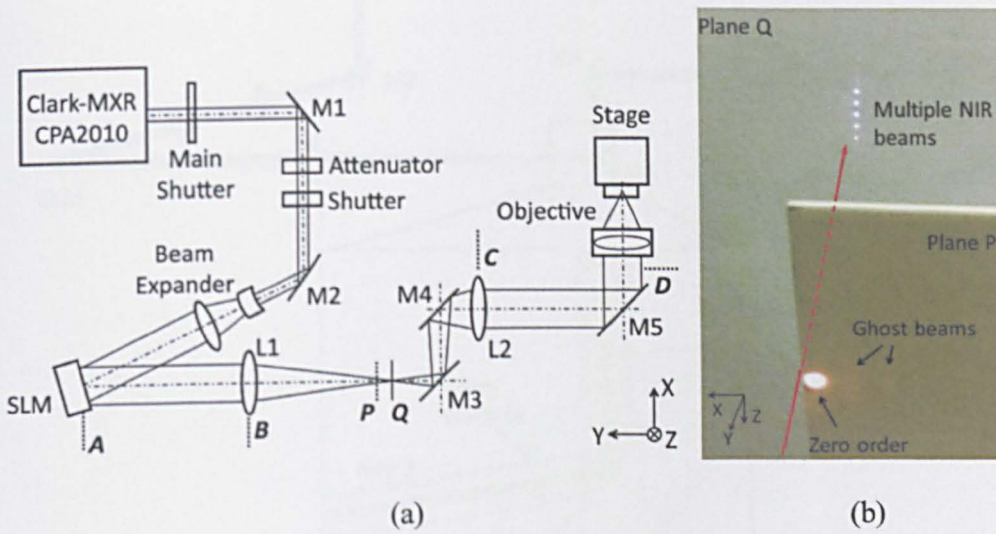 Clark-MXR
CPA2010
Main
Shutter
M1
Attenuator
Shutter
M2
Beam
Expander
SLM
A
L1
B
P
Q
M3
M4
C
L2
Objective
Stage
D
M5
X
Y
Z
(a)
Plane Q
Multiple NIR
beams
Plane P
Ghost beams
X
Y
Z
Zero order
(b)